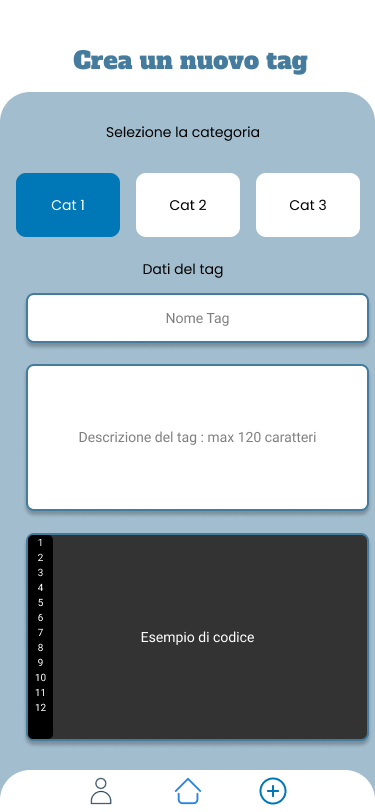 Crea un nuovo tag
Selezione la categoria
Cat 1
Cat 2
Cat 3
Dati del tag
Nome Tag
Descrizione del tag : max 120 caratteri
1
2
3
4
5
6
7
8
9
10
11
12
Esempio di codice